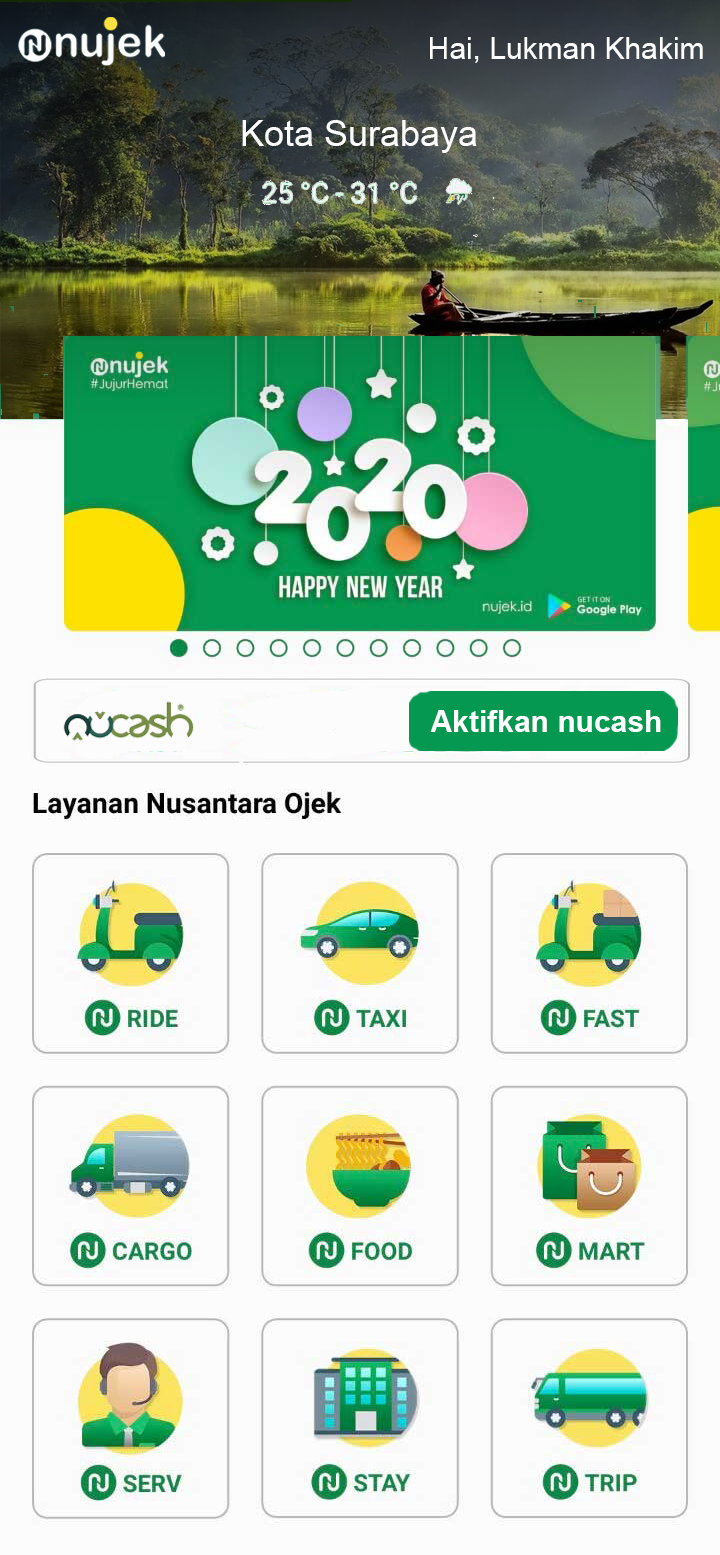 nujek
Hai, Lukman Khakim
Kota Surabaya
25 °C - 31 °C
nujek
#JujurHemat
2020
HAPPY NEW YEAR
nujek.id
GET IT ON
Google Play
nucash
Aktifkan nucash
Layanan Nusantara Ojek
RIDE
TAXI
FAST
CARGO
FOOD
MART
SERV
STAY
TRIP